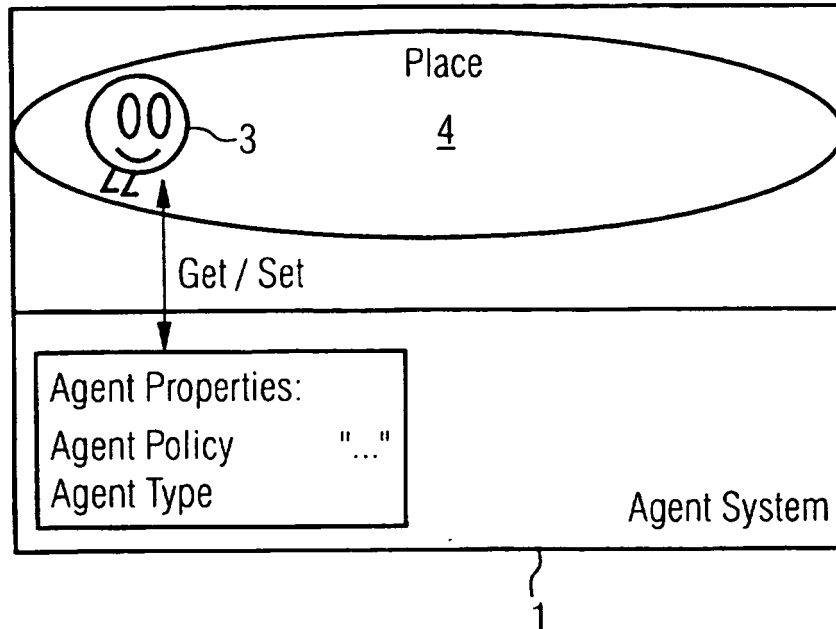 Place
4
3
Get / Set
Agent Properties:
Agent Policy "..."
Agent Type
Agent System
1